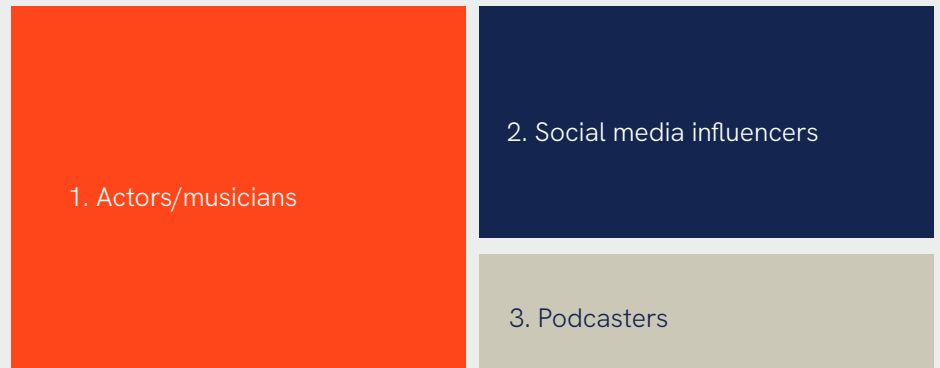 1. Actors/musicians
2. Social media influencers
3. Podcasters